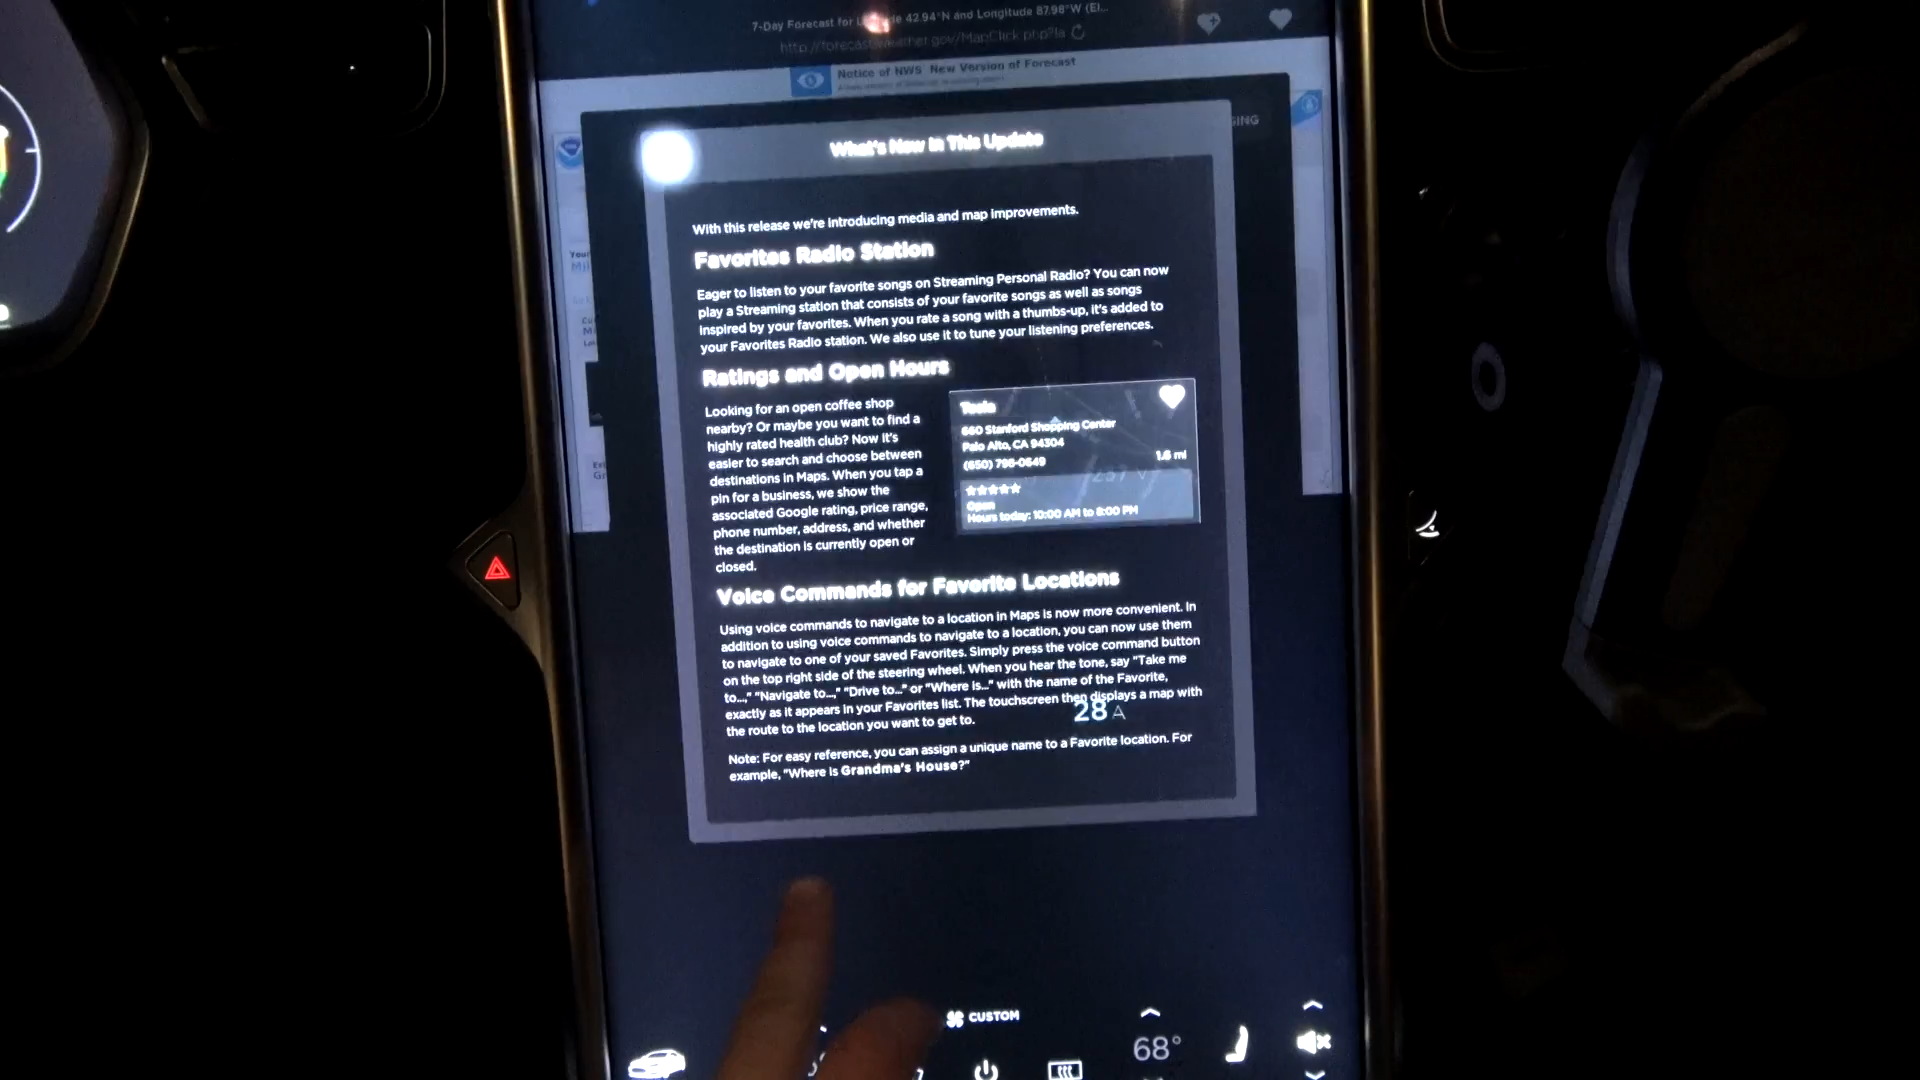 7-Day Forecast for Latitude 42.94°N and Longitude 87.98°W (El...
http://forecast.weather.gov/MapClick.php?la
Notice of NWS New Version of Forecast
GING
What's New in This Update
With this release we're introducing media and map improvements.
Favorites Radio Station
Eager to listen to your favorite songs on Streaming Personal Radio? You can now
play a Streaming station that consists of your favorite songs as well as songs
inspired by your favorites. When you rate a song with a thumbs-up, it's added to
your Favorites Radio station. We also use it to tune your listening preferences.
Ratings and Open Hours
Looking for an open coffee shop
nearby? Or maybe you want to find a
highly rated health club? Now it's
easier to search and choose between
destinations in Maps. When you tap a
pin for a business, we show the
associated Google rating, price range,
phone number, address, and whether
the destination is currently open or
closed.
Tesla
660 Stanford Shopping Center
Palo Alto, CA 94304
(650) 798-0649
1.6 mi
Open
Hours today: 10:00 AM to 8:00 PM
Voice Commands for Favorite Locations
Using voice commands to navigate to a location in Maps is now more convenient. In
addition to using voice commands to navigate to a location, you can now use them
to navigate to one of your saved Favorites. Simply press the voice command button
on the top right side of the steering wheel. When you hear the tone, say "Take me
to...," "Navigate to...," "Drive to..." or "Where is..." with the name of the Favorite,
exactly as it appears in your Favorites list. The touchscreen then displays a map with
the route to the location you want to get to.
28 A
Note: For easy reference, you can assign a unique name to a Favorite location. For
example, "Where is Grandma's House?"
CUSTOM
68°